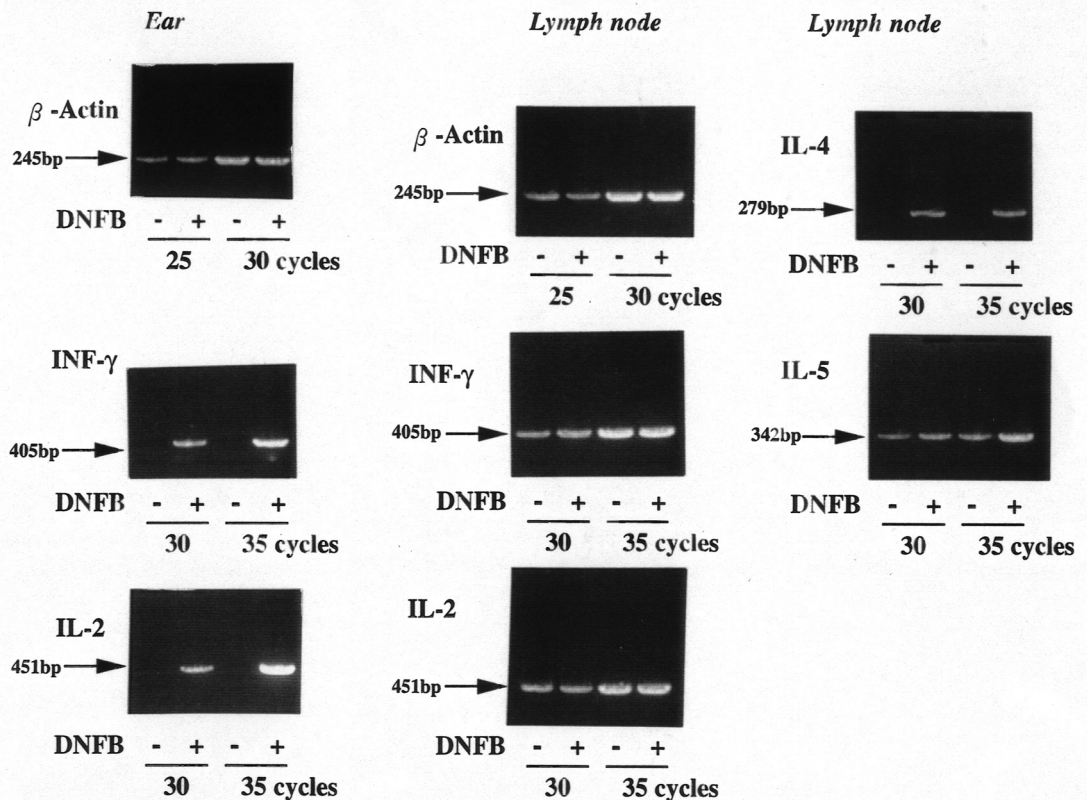 Ear
β-Actin
245bp
DNFB - + - +
25 30 cycles
INF-γ
405bp
DNFB - + - +
30 35 cycles
IL-2
451bp
DNFB - + - +
30 35 cycles
Lymph node
β-Actin
245bp
DNFB - + - +
25 30 cycles
INF-γ
405bp
DNFB - + - +
30 35 cycles
IL-2
451bp
DNFB - + - +
30 35 cycles
Lymph node
IL-4
279bp
DNFB - + - +
30 35 cycles
IL-5
342bp
DNFB - + - +
30 35 cycles